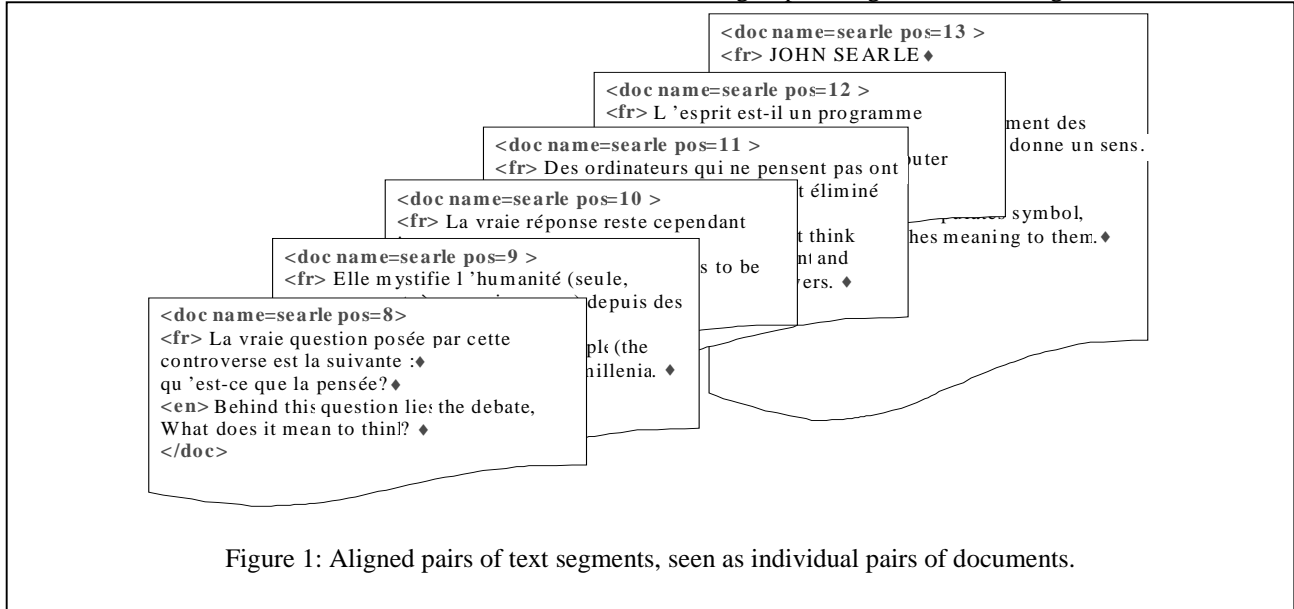 <doc name=searle pos=13 >
<fr> JOHN SEARLE♦
ment des
donne un sens.
symbol,
hes meaning to them.♦
<doc name=searle pos=12 >
<fr> L 'esprit est-il un programme
puter
<doc name=searle pos=11 >
<fr> Des ordinateurs qui ne pensent pas ont
t éliminé
t think
and
vers. ♦
<doc name=searle pos=10 >
<fr> La vraie réponse reste cependant
s to be
<doc name=searle pos=9 >
<fr> Elle mystifie l 'humanité (seule,
depuis des
ple (the
millenia. ♦
<doc name=searle pos=8>
<fr> La vraie question posée par cette
controverse est la suivante :♦
qu 'est-ce que la pensée?♦
<en> Behind this question lies the debate,
What does it mean to think? ♦
</doc>
Figure 1: Aligned pairs of text segments, seen as individual pairs of documents.